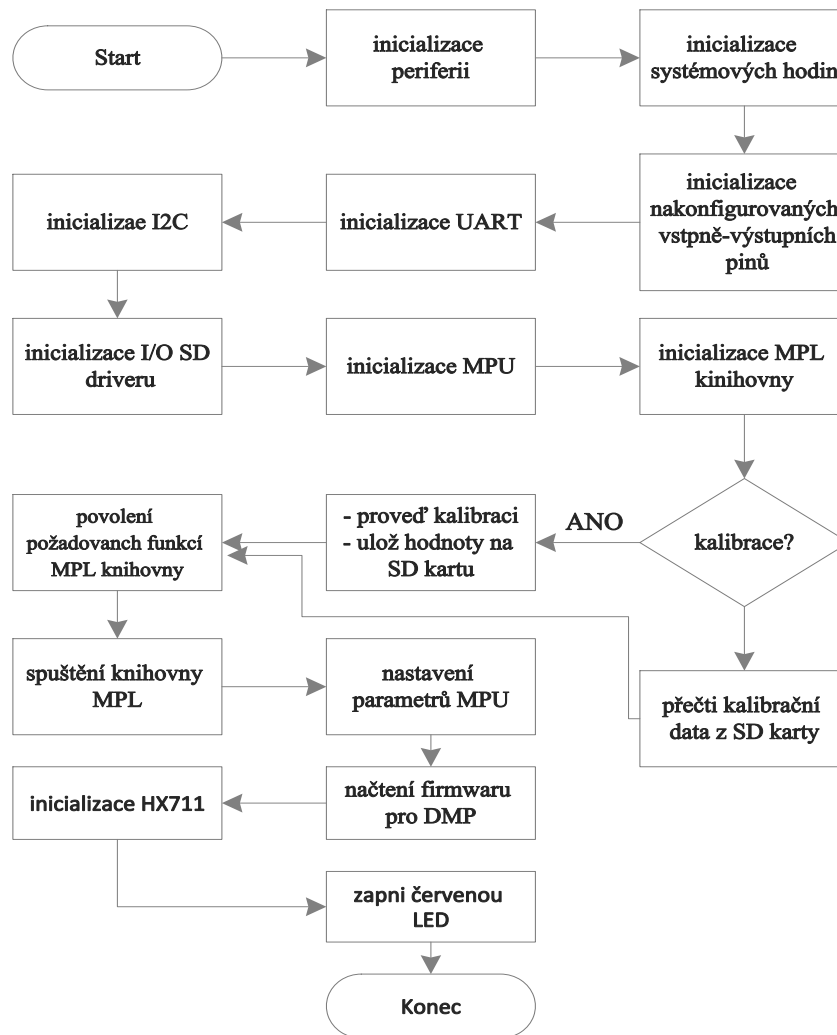 Start
inicializace
periferii
inicializace
systémových hodin
inicializace
nakonfigurovaných
vstpně-výstupních
pinů
inicializace UART
inicializae I2C
inicializace I/O SD
driveru
inicializace MPU
inicializace MPL
kinihovny
kalibrace?
ANO
- proveď kalibraci
- ulož hodnoty na
SD kartu
přečti kalibrační
data z SD karty
povolení
požadovanch funkcí
MPL knihovny
spuštění knihovny
MPL
nastavení
parametrů MPU
načtení firmwaru
pro DMP
inicializace HX711
zapni červenou
LED
Konec